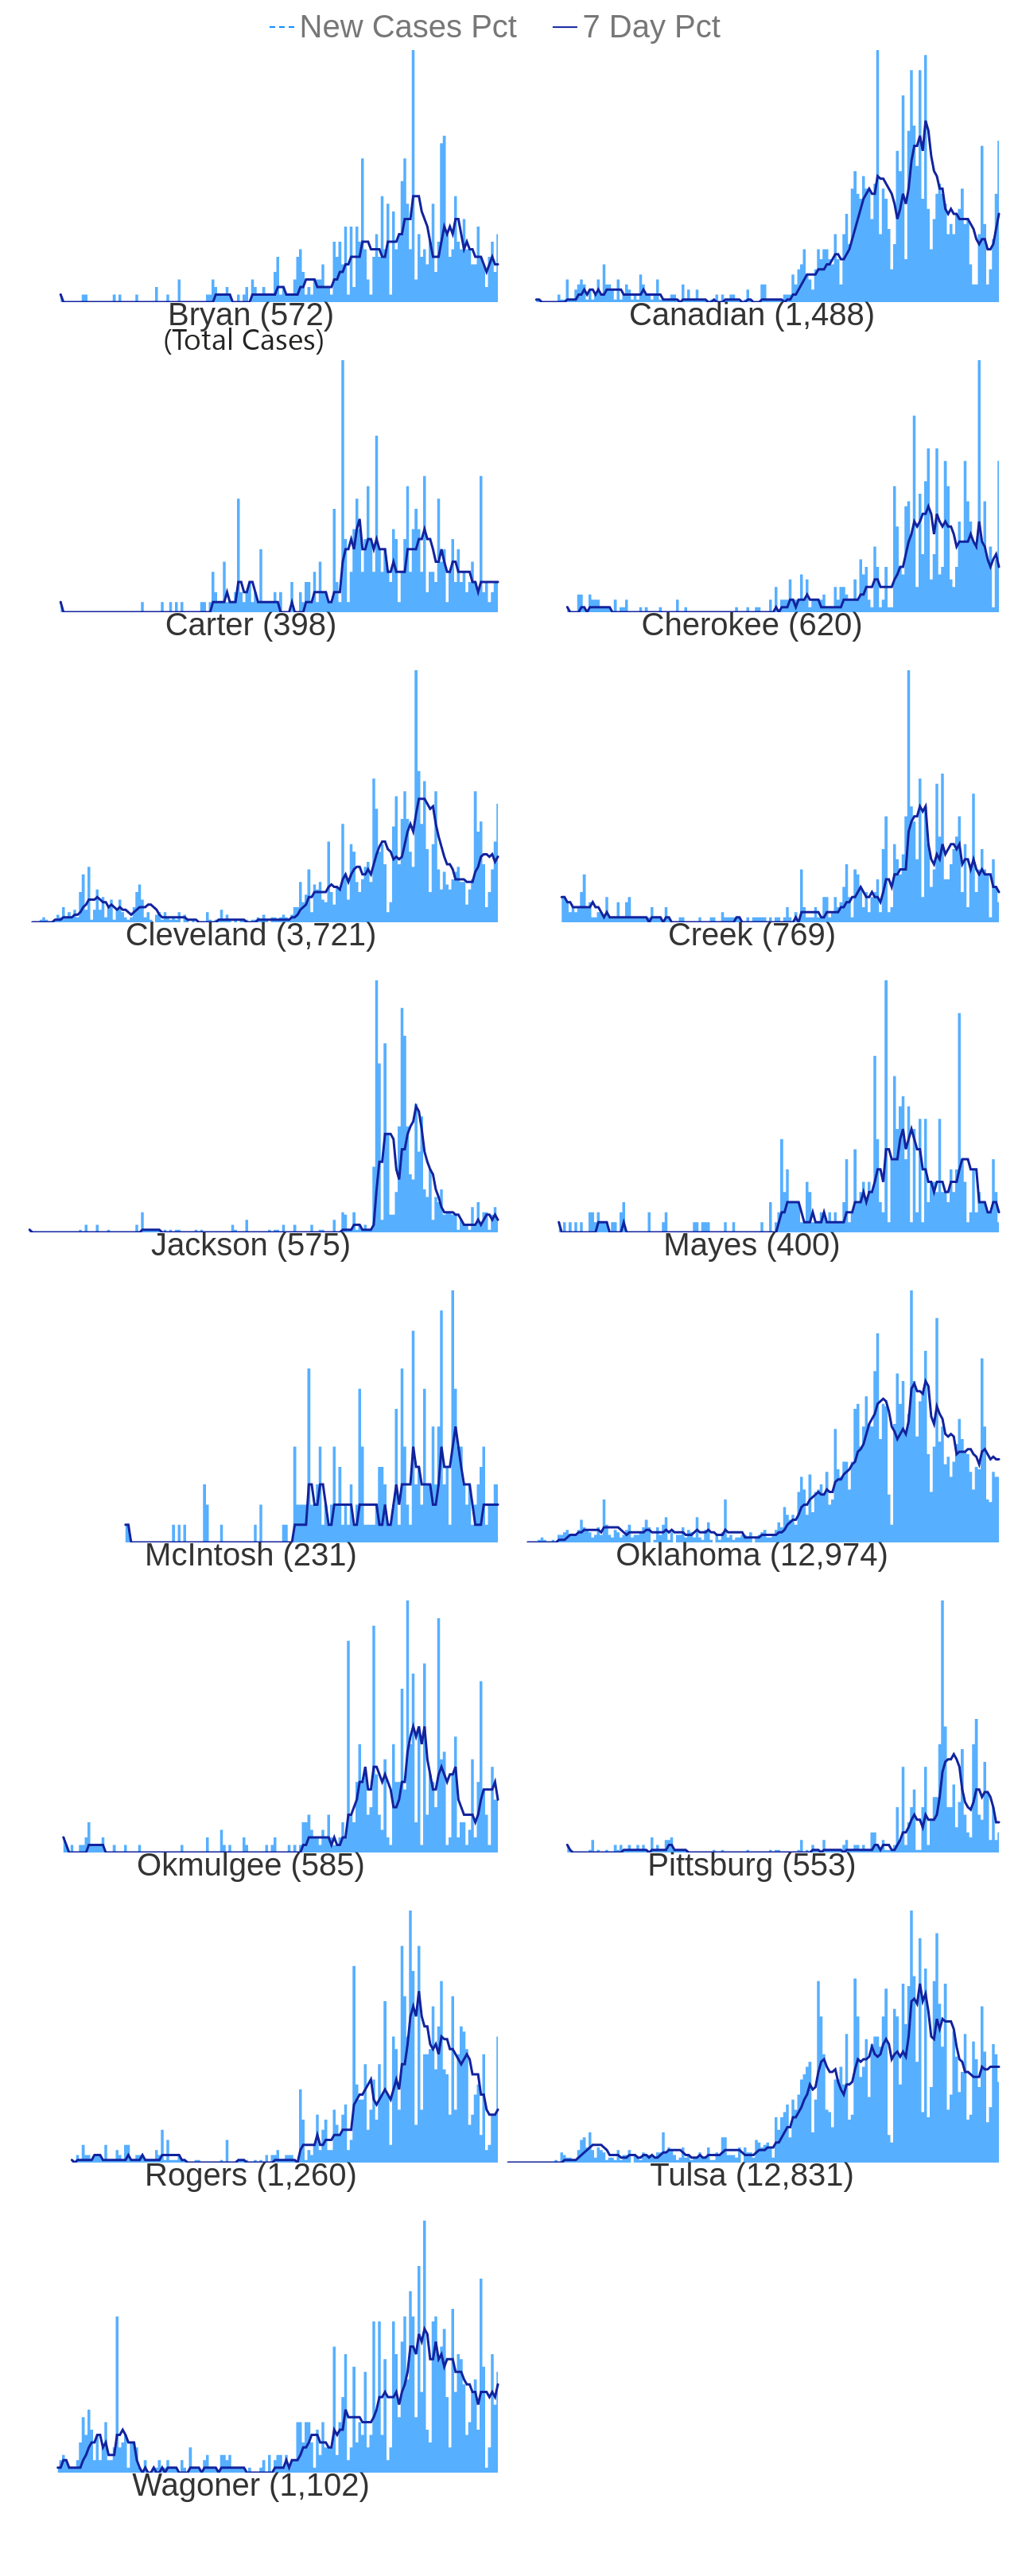 New Cases Pct 7 Day Pct
Bryan (572) Canadian (1,488)
(Total Cases)
Carter (398) Cherokee (620)
Cleveland (3,721) Creek (769)
Jackson (575) Mayes (400)
McIntosh (231) Oklahoma (12,974)
Okmulgee (585) Pittsburg (553)
Rogers (1,260) Tulsa (12,831)
Wagoner (1,102)